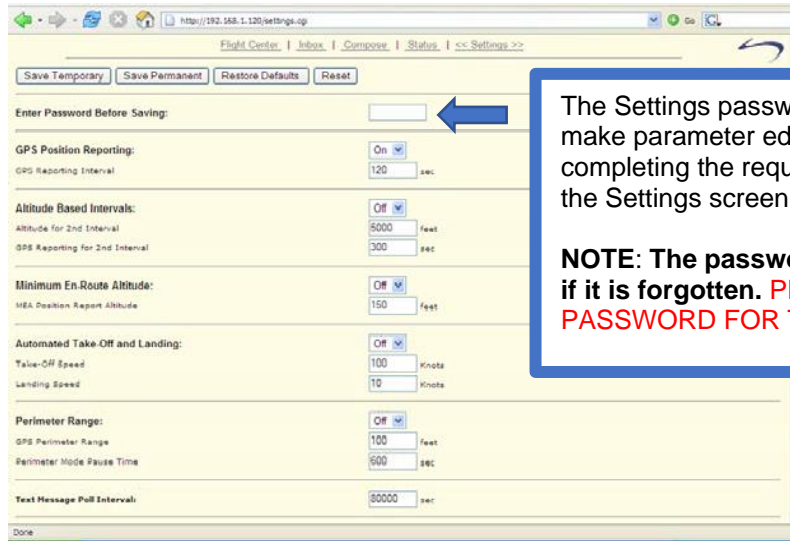 http://192.168.1.120/settings.cgi
Go
Flight Center | Inbox | Compose | Status | << Settings >>
Save Temporary Save Permanent Restore Defaults Reset
Enter Password Before Saving:
GPS Position Reporting: On
GPS Reporting Interval 120 sec
Altitude Based Intervals: Off
Altitude for 2nd Interval 5000 feet
GPS Reporting for 2nd Interval 300 sec
Minimum En-Route Altitude: Off
MEA Position Report Altitude 150 feet
Automated Take-Off and Landing: Off
Take-Off Speed 100 Knots
Landing Speed 10 Knots
Perimeter Range: Off
GPS Perimeter Range 100 feet
Perimeter Mode Pause Time 600 sec
Text Message Poll Interval: 80000 sec
Done
The Settings passw
make parameter ed
completing the requ
the Settings screen
NOTE: The passwo
if it is forgotten. Pl
PASSWORD FOR T